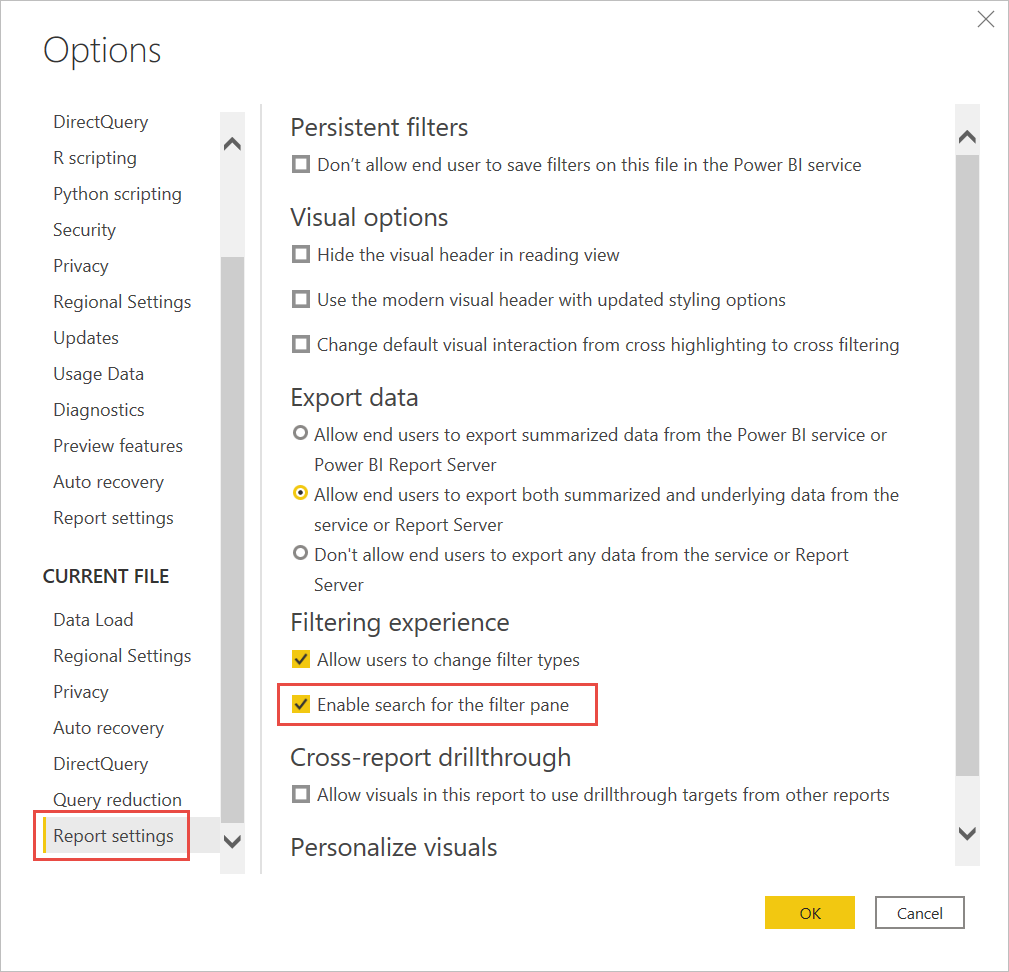 Options
DirectQuery
R scripting
Python scripting
Security
Privacy
Regional Settings
Updates
Usage Data
Diagnostics
Preview features
Auto recovery
Report settings
CURRENT FILE
Data Load
Regional Settings
Privacy
Auto recovery
DirectQuery
Query reduction
Report settings
Persistent filters
Don’t allow end user to save filters on this file in the Power BI service
Visual options
Hide the visual header in reading view
Use the modern visual header with updated styling options
Change default visual interaction from cross highlighting to cross filtering
Export data
Allow end users to export summarized data from the Power BI service or
Power BI Report Server
Allow end users to export both summarized and underlying data from the
service or Report Server
Don't allow end users to export any data from the service or Report
Server
Filtering experience
Allow users to change filter types
Enable search for the filter pane
Cross-report drillthrough
Allow visuals in this report to use drillthrough targets from other reports
Personalize visuals
OK
Cancel